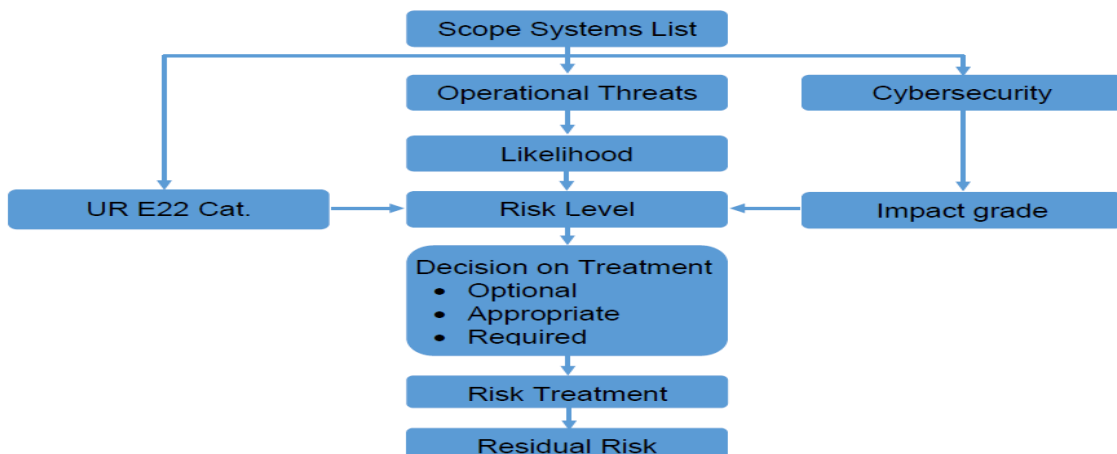 Scope Systems List
Operational Threats
Cybersecurity
Likelihood
UR E22 Cat.
Risk Level
Impact grade
Decision on Treatment
• Optional
• Appropriate
• Required
Risk Treatment
Residual Risk